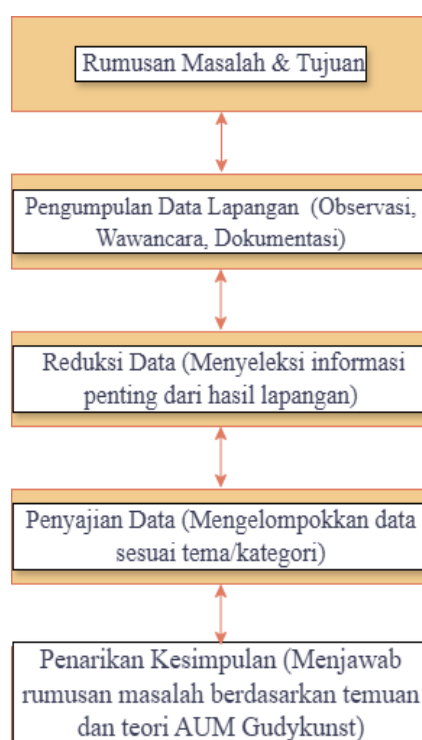 Rumusan Masalah & Tujuan
Pengumpulan Data Lapangan (Observasi,
Wawancara, Dokumentasi)
Reduksi Data (Menyeleksi informasi
penting dari hasil lapangan)
Penyajian Data (Mengelompokkan data
sesuai tema/kategori)
Penarikan Kesimpulan (Menjawab
rumusan masalah berdasarkan temuan
dan teori AUM Gudykunst)